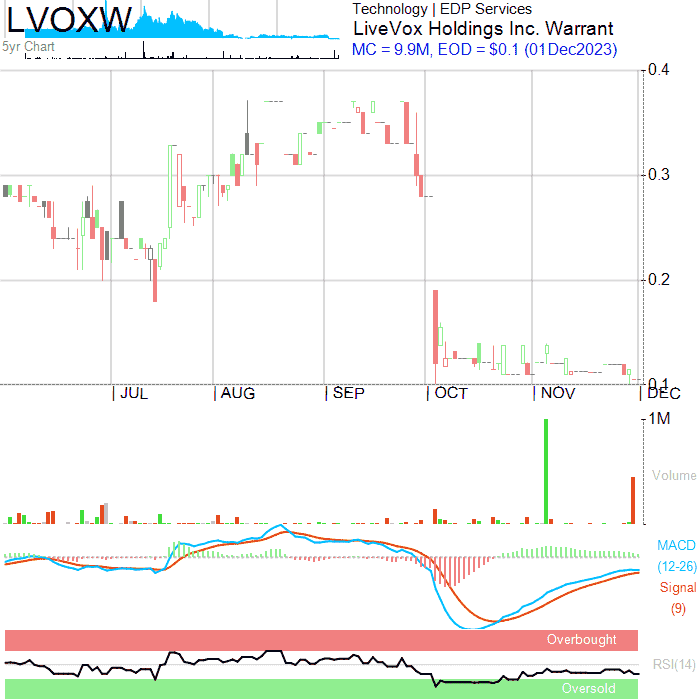 LVOXW
5yr Chart
Technology | EDP Services
LiveVox Holdings Inc. Warrant
MC = 9.9M, EOD = $0.1 (01Dec2023)
0.4
0.3
0.2
0.1
JUL
AUG
SEP
OCT
NOV
DEC
1M
Volume
MACD
(12-26)
Signal
(9)
Overbought
RSI(14)
Oversold